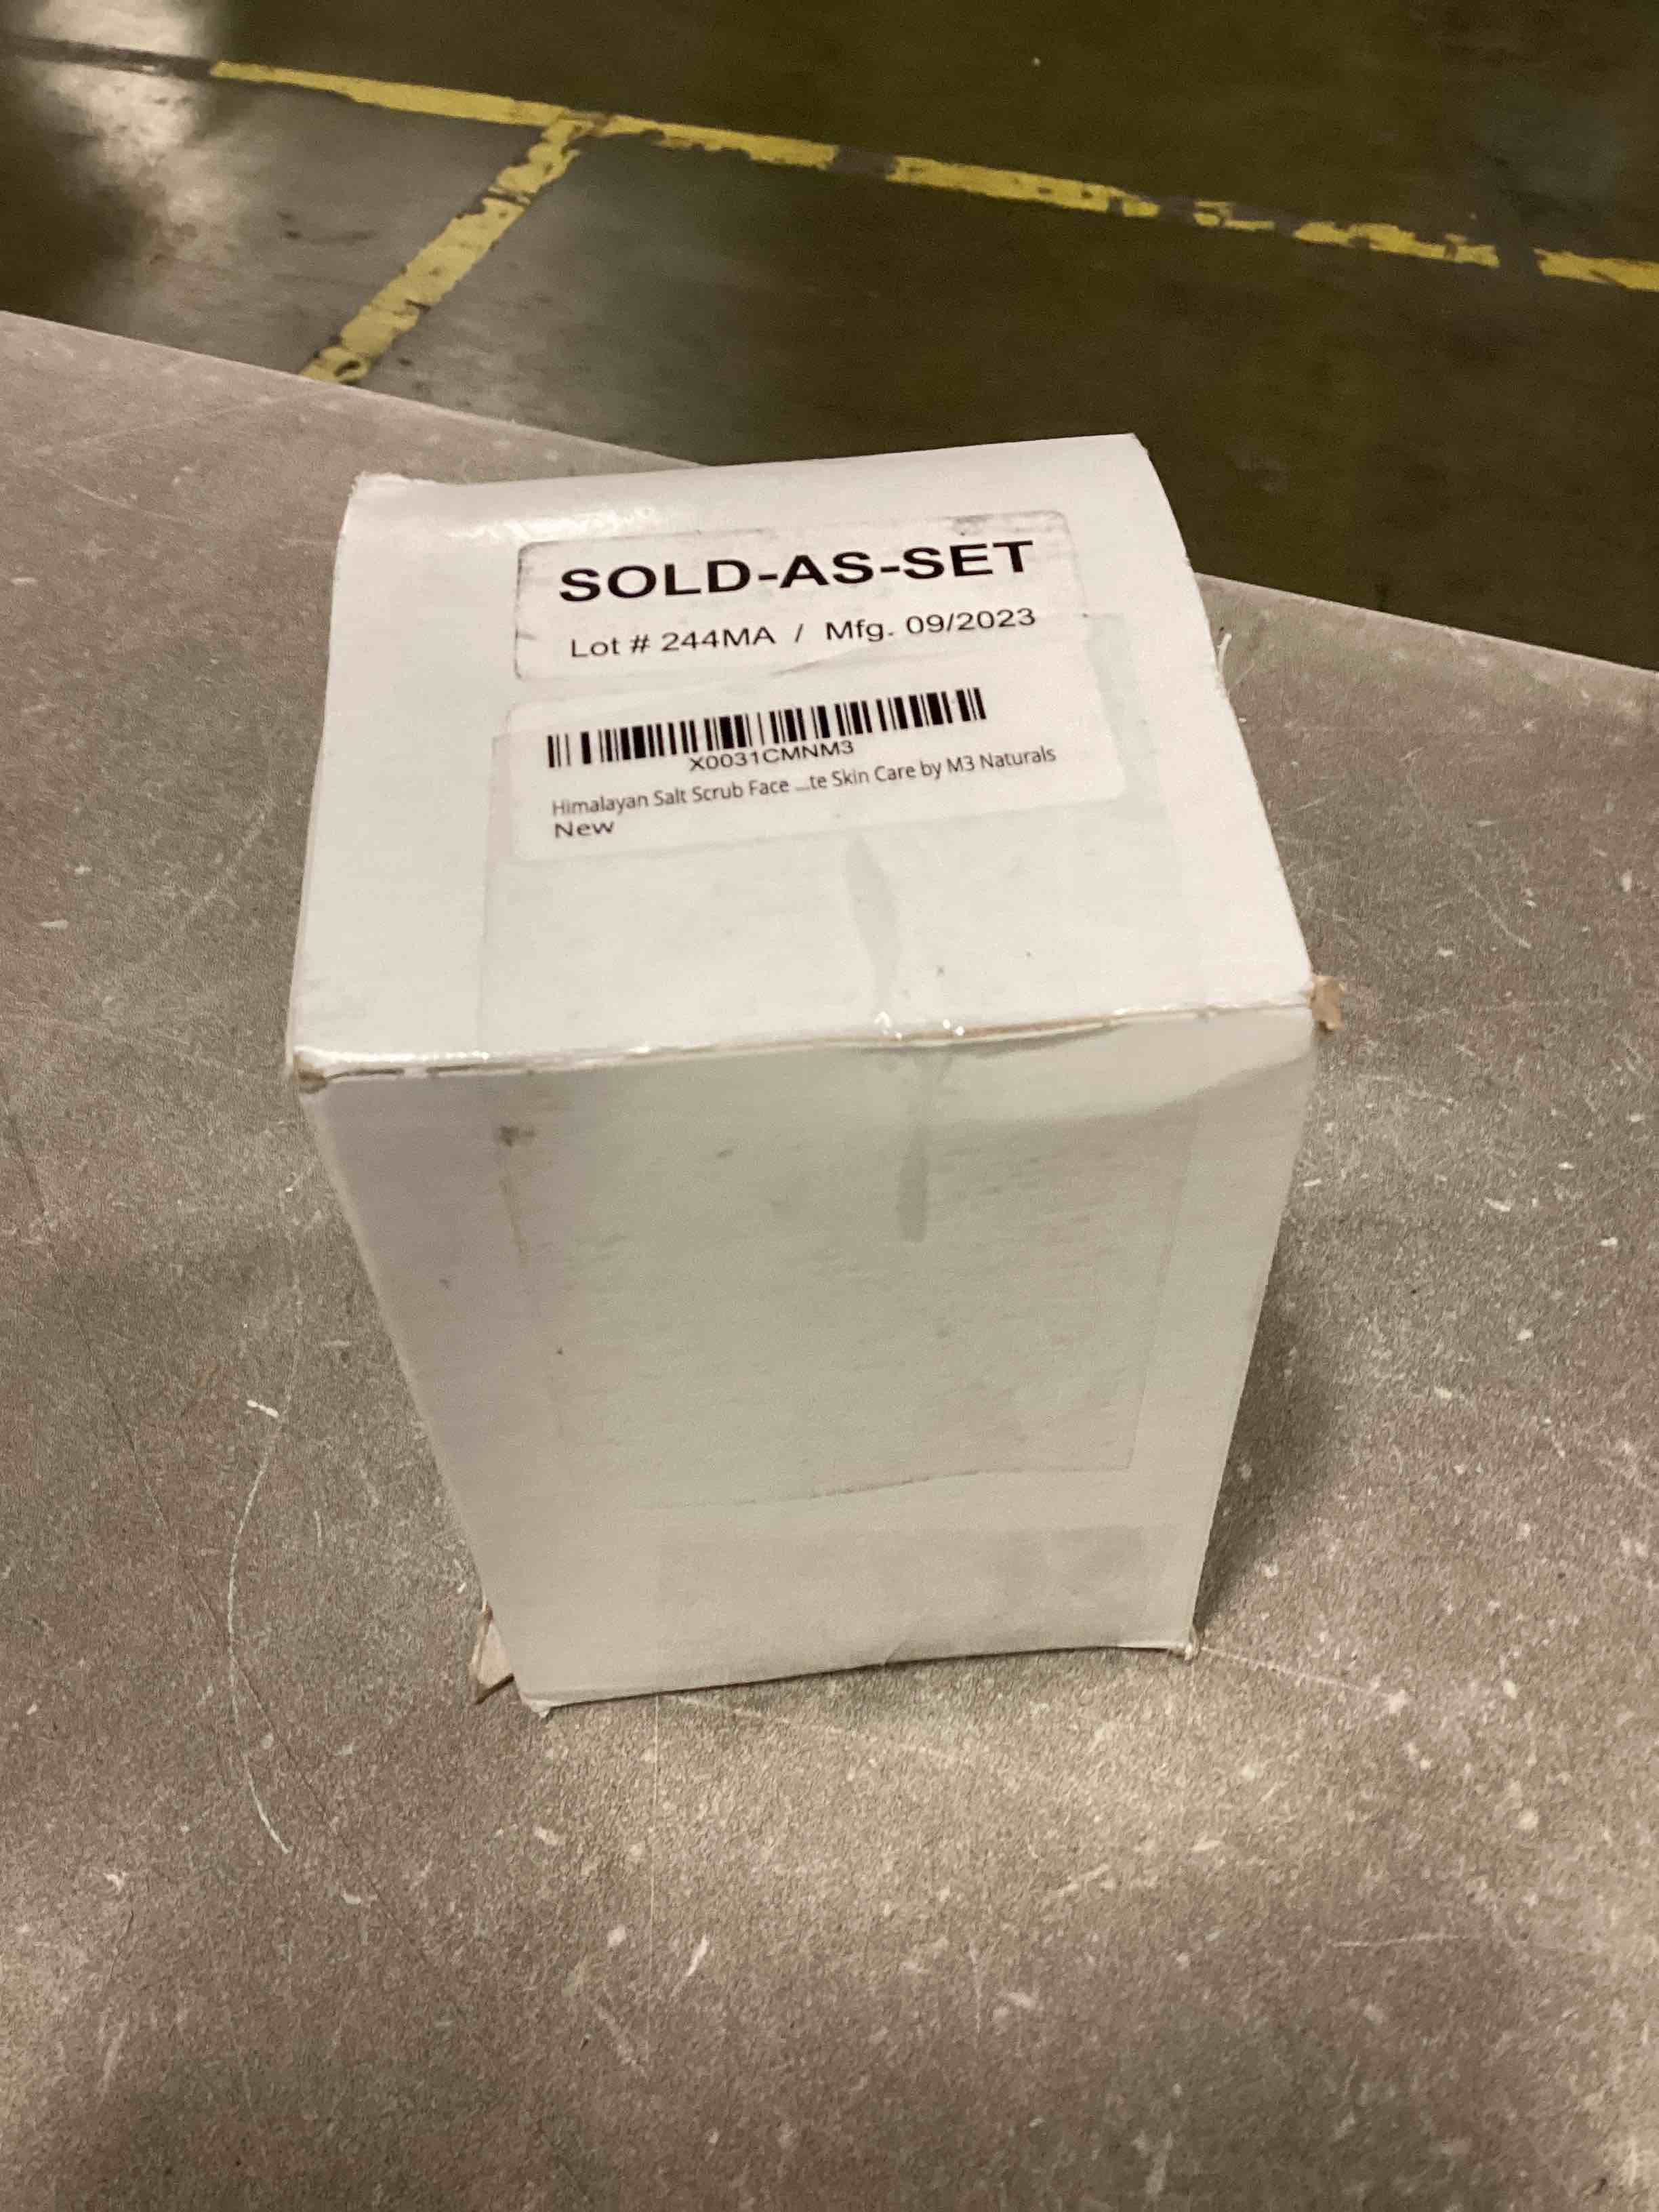 SOLD-AS-SET
Lot # 244MA / Mfg. 09/2023
X0031CMNM3
Himalayan Salt Scrub Face ...te Skin Care by M3 Naturals
New